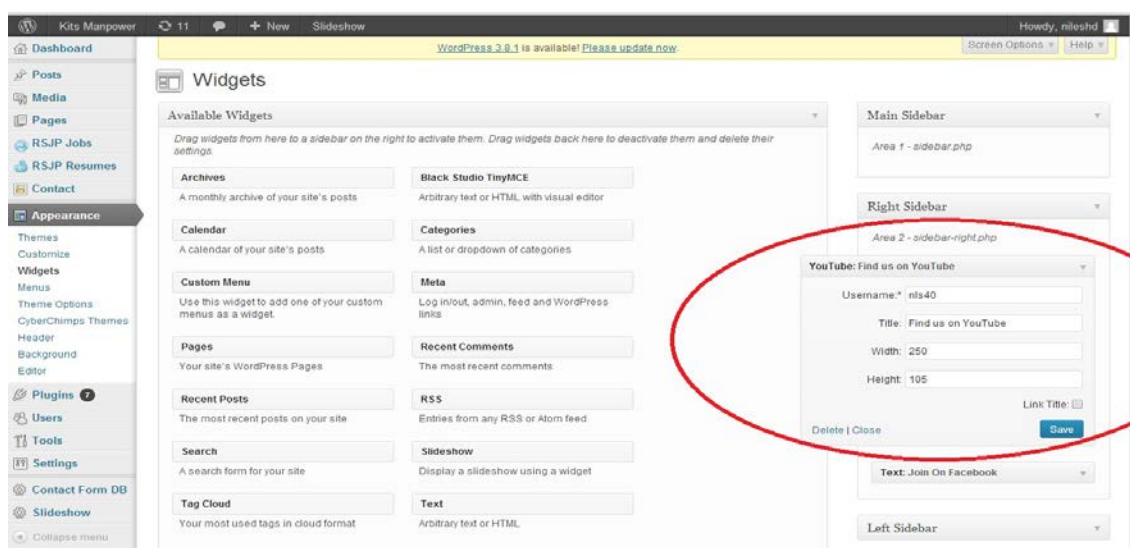 Kits Manpower 11 + New Slideshow Howdy, nileshd
Dashboard
Posts
Media
Pages
RSJP Jobs
RSJP Resumes
Contact
Appearance
Themes
Customize
Widgets
Menus
Theme Options
CyberChimps Themes
Header
Background
Editor
Plugins 7
Users
Tools
Settings
Contact Form DB
Slideshow
Collapse menu
WordPress 3.8.1 is available! Please update now.
Screen Options Help
Widgets
Available Widgets
Drag widgets from here to a sidebar on the right to activate them. Drag widgets back here to deactivate them and delete their
settings.
Archives
A monthly archive of your site's posts
Black Studio TinyMCE
Arbitrary text or HTML with visual editor
Calendar
A calendar of your site's posts
Categories
A list or dropdown of categories
Custom Menu
Use this widget to add one of your custom
menus as a widget.
Meta
Log in/out, admin, feed and WordPress
links
Pages
Your site's WordPress Pages
Recent Comments
The most recent comments
Recent Posts
The most recent posts on your site
RSS
Entries from any RSS or Atom feed
Search
A search form for your site
Slideshow
Display a slideshow using a widget
Tag Cloud
Your most used tags in cloud format
Text
Arbitrary text or HTML
Main Sidebar
Area 1 - sidebar.php
Right Sidebar
Area 2 - sidebar-right.php
YouTube: Find us on YouTube
Username:* nls40
Title: Find us on YouTube
Width: 250
Height: 105
Link Title:
Delete | Close Save
Text: Join On Facebook
Left Sidebar